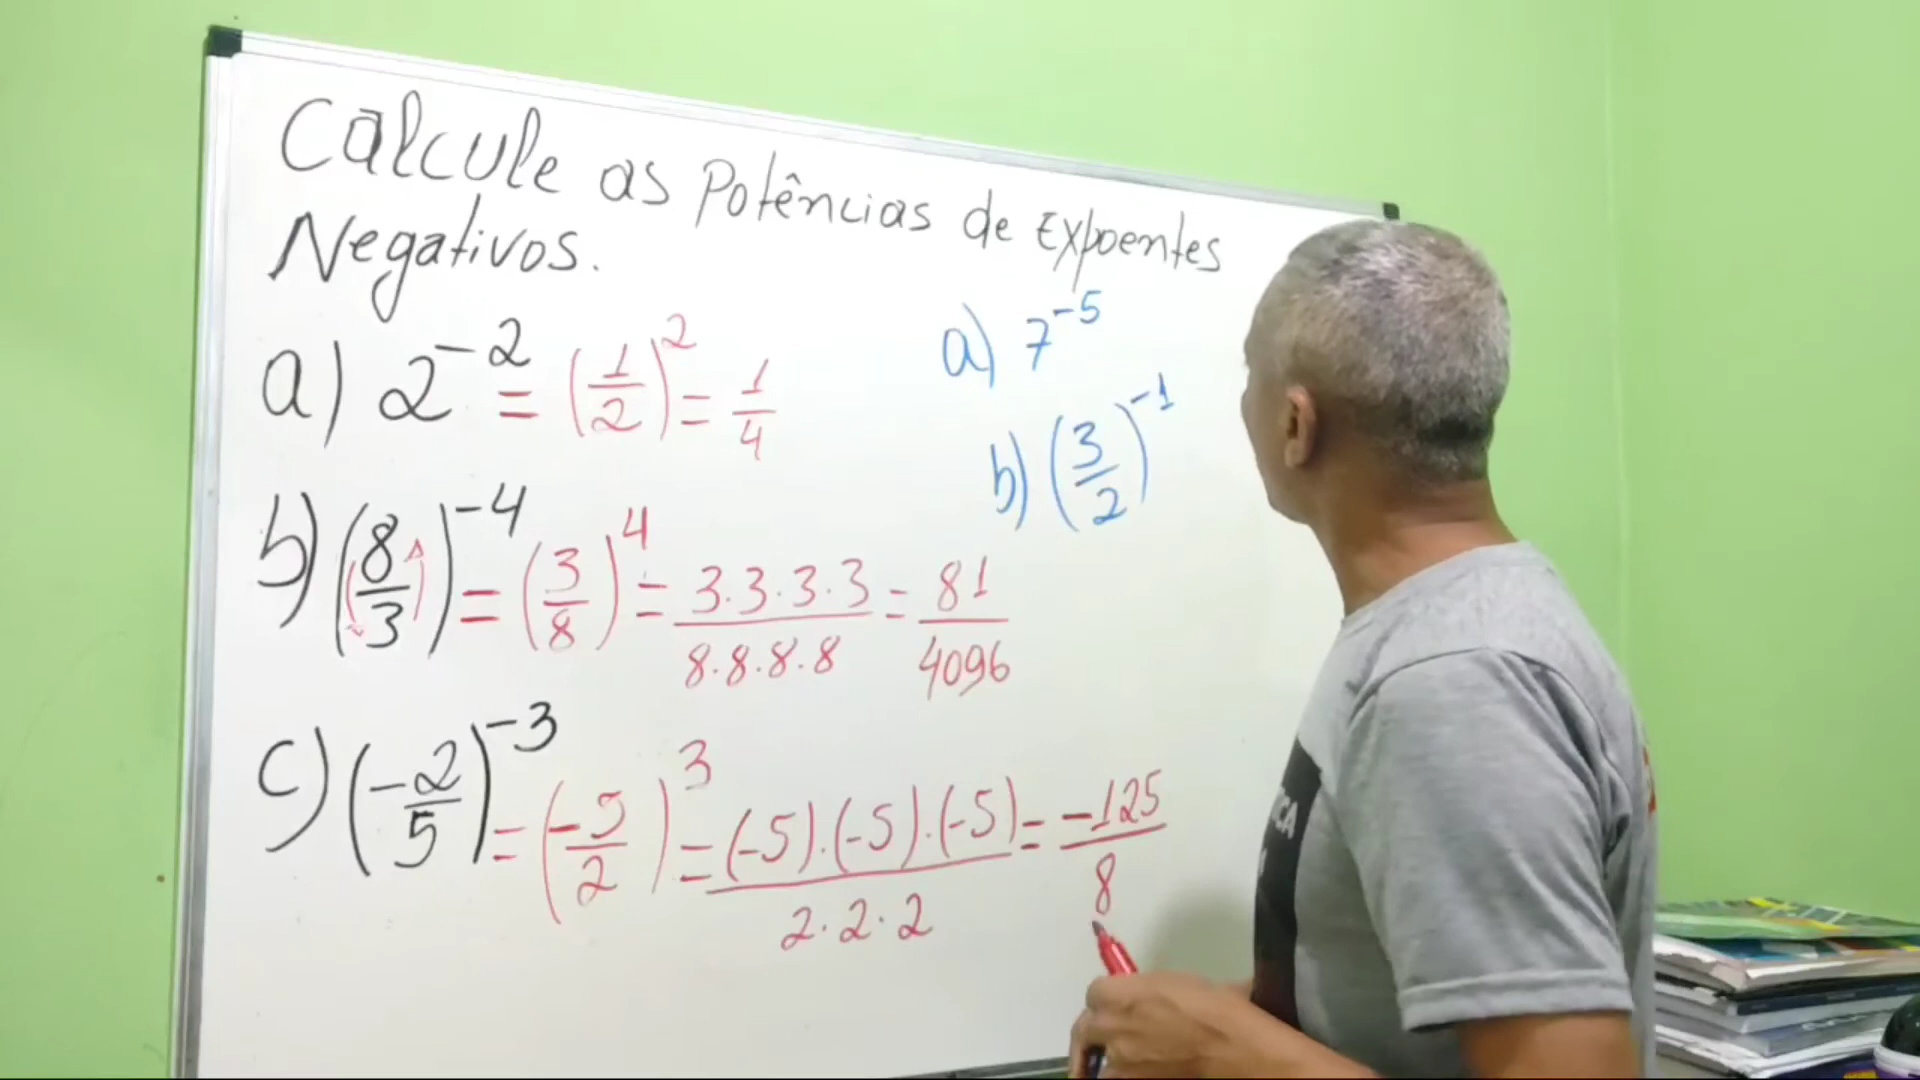 Calcule as Potências de Expoentes
Negativos.
a) 2^-2 = (1/2)^2 = 1/4
b) (8/3)^-4 = (3/8)^4 = 3.3.3.3/8.8.8.8 = 81/4096
c) (-2/5)^-3 = (-5/2)^3 = (-5).(-5).(-5)/2.2.2 = -125/8
a) 7^-5
b) (3/2)^-1